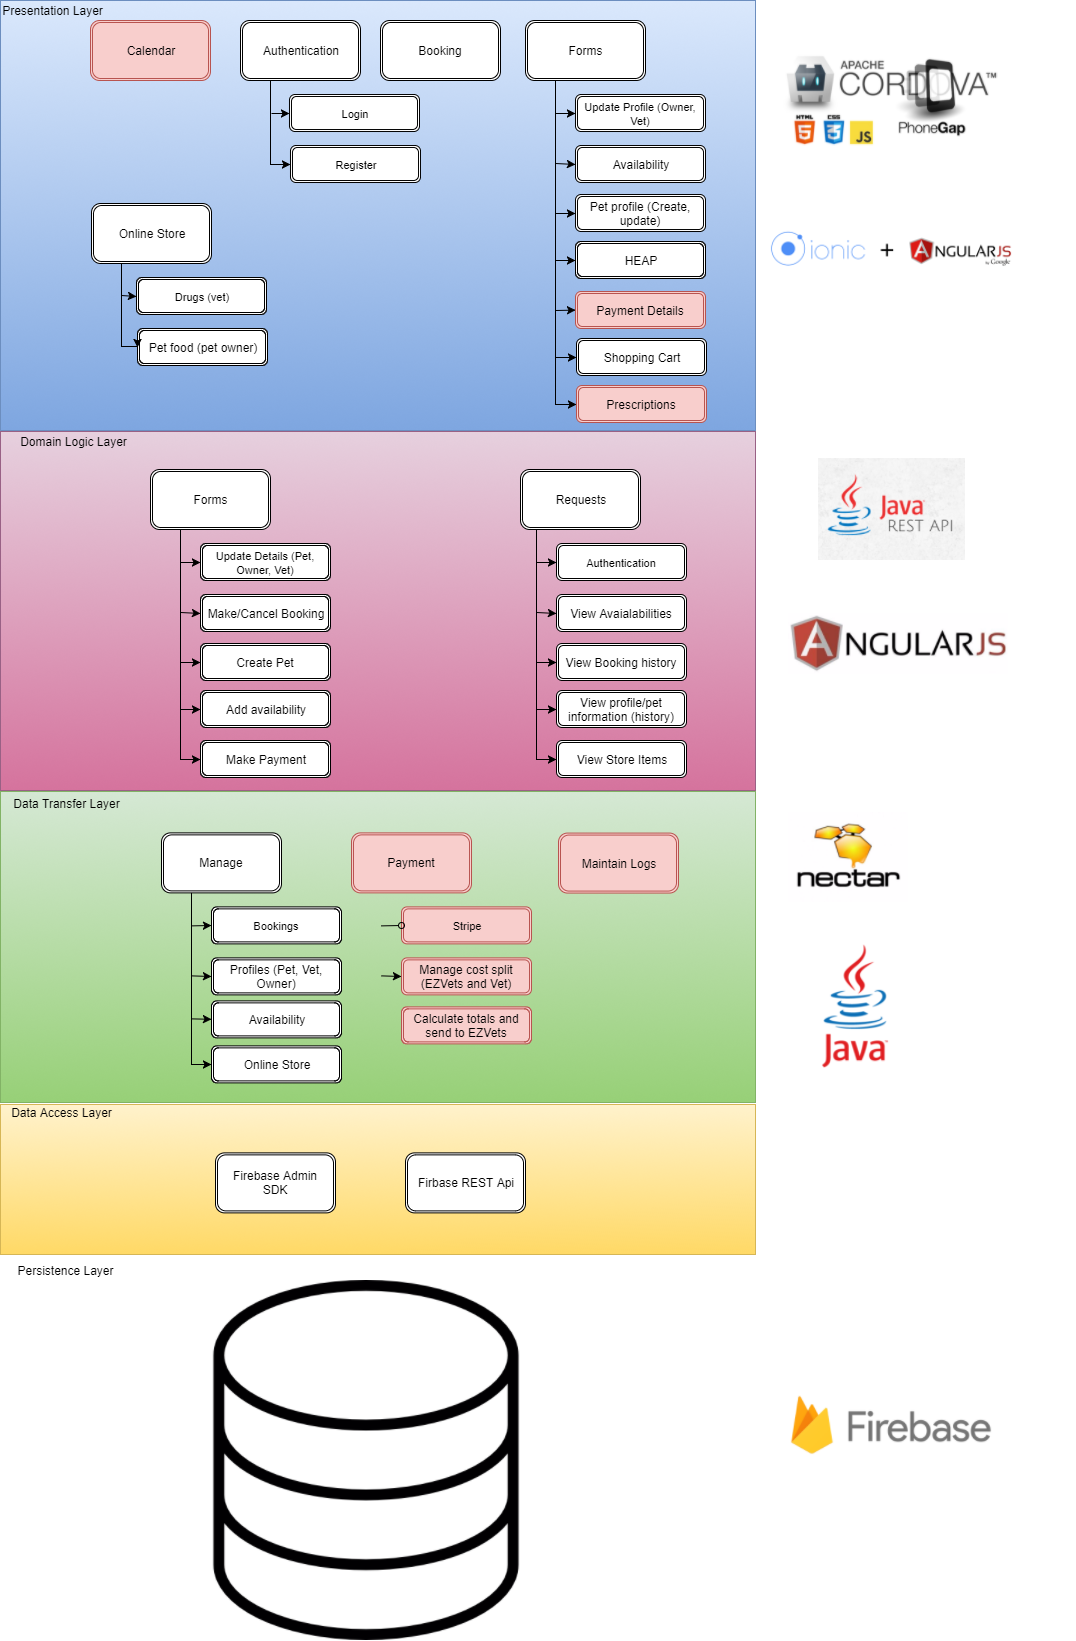 Presentation Layer
Calendar
Authentication
Booking
Forms
Login
Register
Update Profile (Owner,
Vet)
Availability
Pet profile (Create,
update)
HEAP
Payment Details
Shopping Cart
Prescriptions
Online Store
Drugs (vet)
Pet food (pet owner)
APACHE
CORDOVA™
HTML
5
CSS
3
JS
PhoneGap
ionic
+
ANGULARJS
by Google
Domain Logic Layer
Forms
Update Details (Pet,
Owner, Vet)
Make/Cancel Booking
Create Pet
Add availability
Make Payment
Requests
Authentication
View Avaialabilities
View Booking history
View profile/pet
information (history)
View Store Items
Java
REST API
ANGULARJS
Data Transfer Layer
Manage
Bookings
Profiles (Pet, Vet,
Owner)
Availability
Online Store
Payment
Stripe
Manage cost split
(EZVets and Vet)
Calculate totals and
send to EZVets
Maintain Logs
nectar
Java
Data Access Layer
Firebase Admin
SDK
Firbase REST Api
Persistence Layer
Firebase